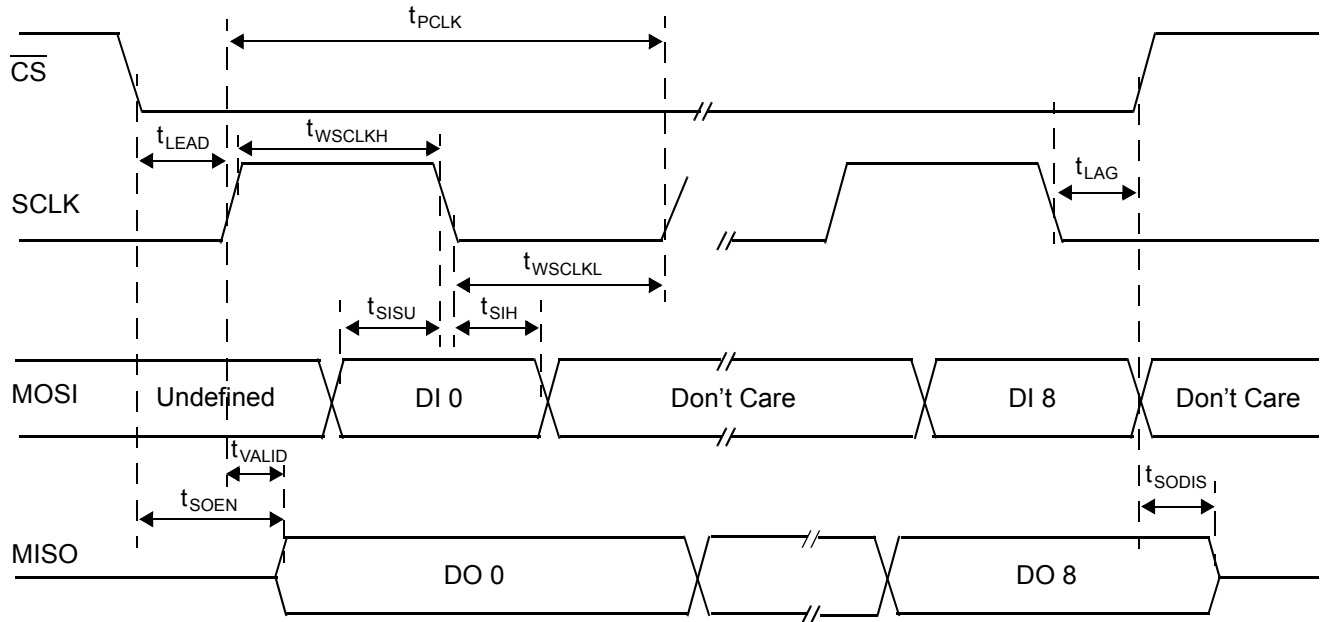 tPCLK
CS
tLEAD
tWSCLKH
tLAG
SCLK
tWSCLKL
tSISU
tSIH
MOSI
Undefined
DI 0
Don't Care
DI 8
Don't Care
tVALID
tSOEN
tSODIS
MISO
DO 0
DO 8